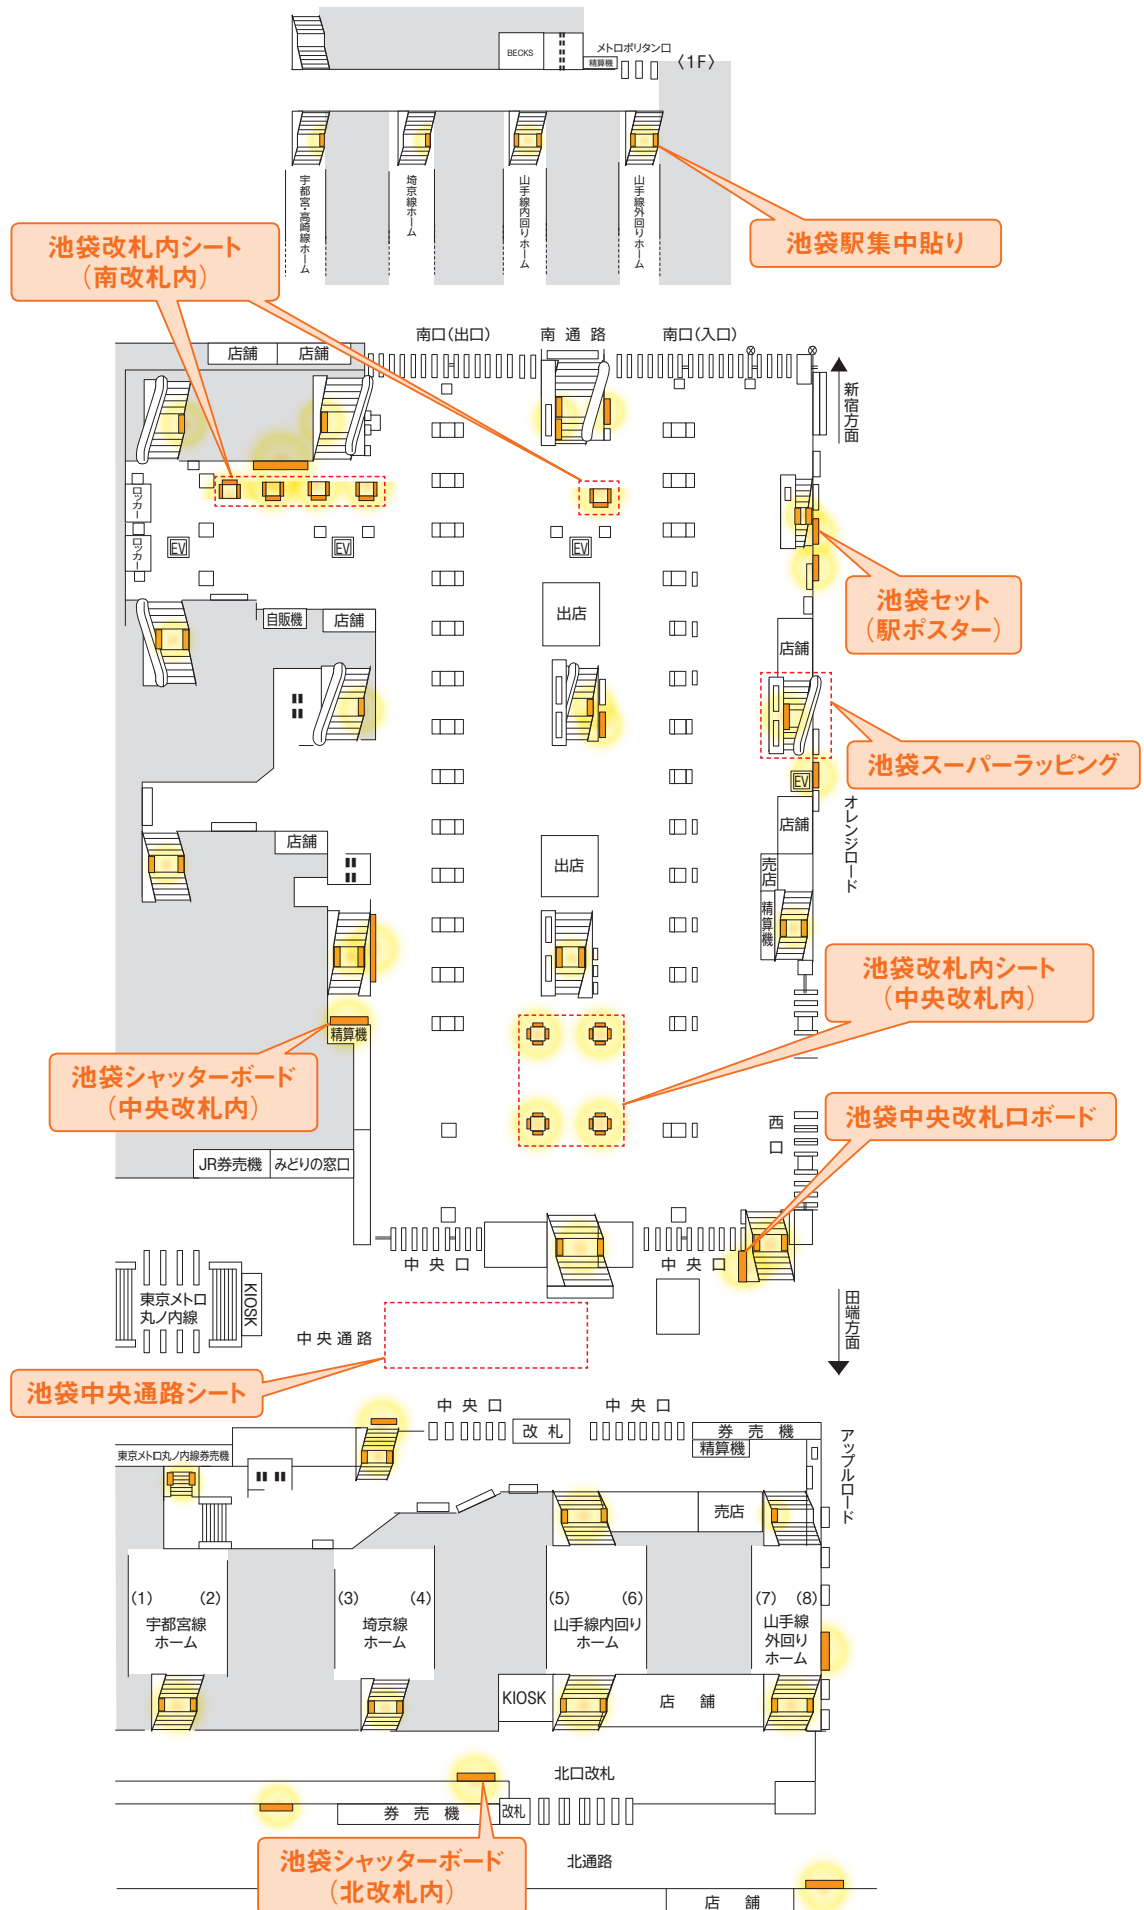 BECKS
メトロポリタン口
精算機
〈1F〉
宇都宮・高崎線ホーム
埼京線ホーム
山手線内回りホーム
山手線外回りホーム
池袋駅集中貼り
池袋改札内シート
(南改札内)
南口(出口)
南通路
南口(入口)
店舗
店舗
新宿方面
ロッカー
ロッカー
EV
EV
EV
自販機
店舗
出店
池袋セット
(駅ポスター)
店舗
池袋スーパーラッピング
EV
オレンジロード
店舗
店舗
出店
売店
精算機
池袋改札内シート
(中央改札内)
精算機
池袋シャッターボード
(中央改札内)
西口
池袋中央改札口ボード
JR券売機
みどりの窓口
中央口
中央口
東京メトロ
丸ノ内線
KIOSK
中央通路
田端方面
池袋中央通路シート
中央口
中央口
改札
券売機
精算機
アップルロード
東京メトロ丸ノ内線券売機
売店
(1)
(2)
宇都宮線
ホーム
(3)
(4)
埼京線
ホーム
(5)
(6)
山手線内回り
ホーム
(7)
(8)
山手線
外回り
ホーム
KIOSK
店舗
北口改札
券売機
改札
池袋シャッターボード
(北改札内)
北通路
店舗